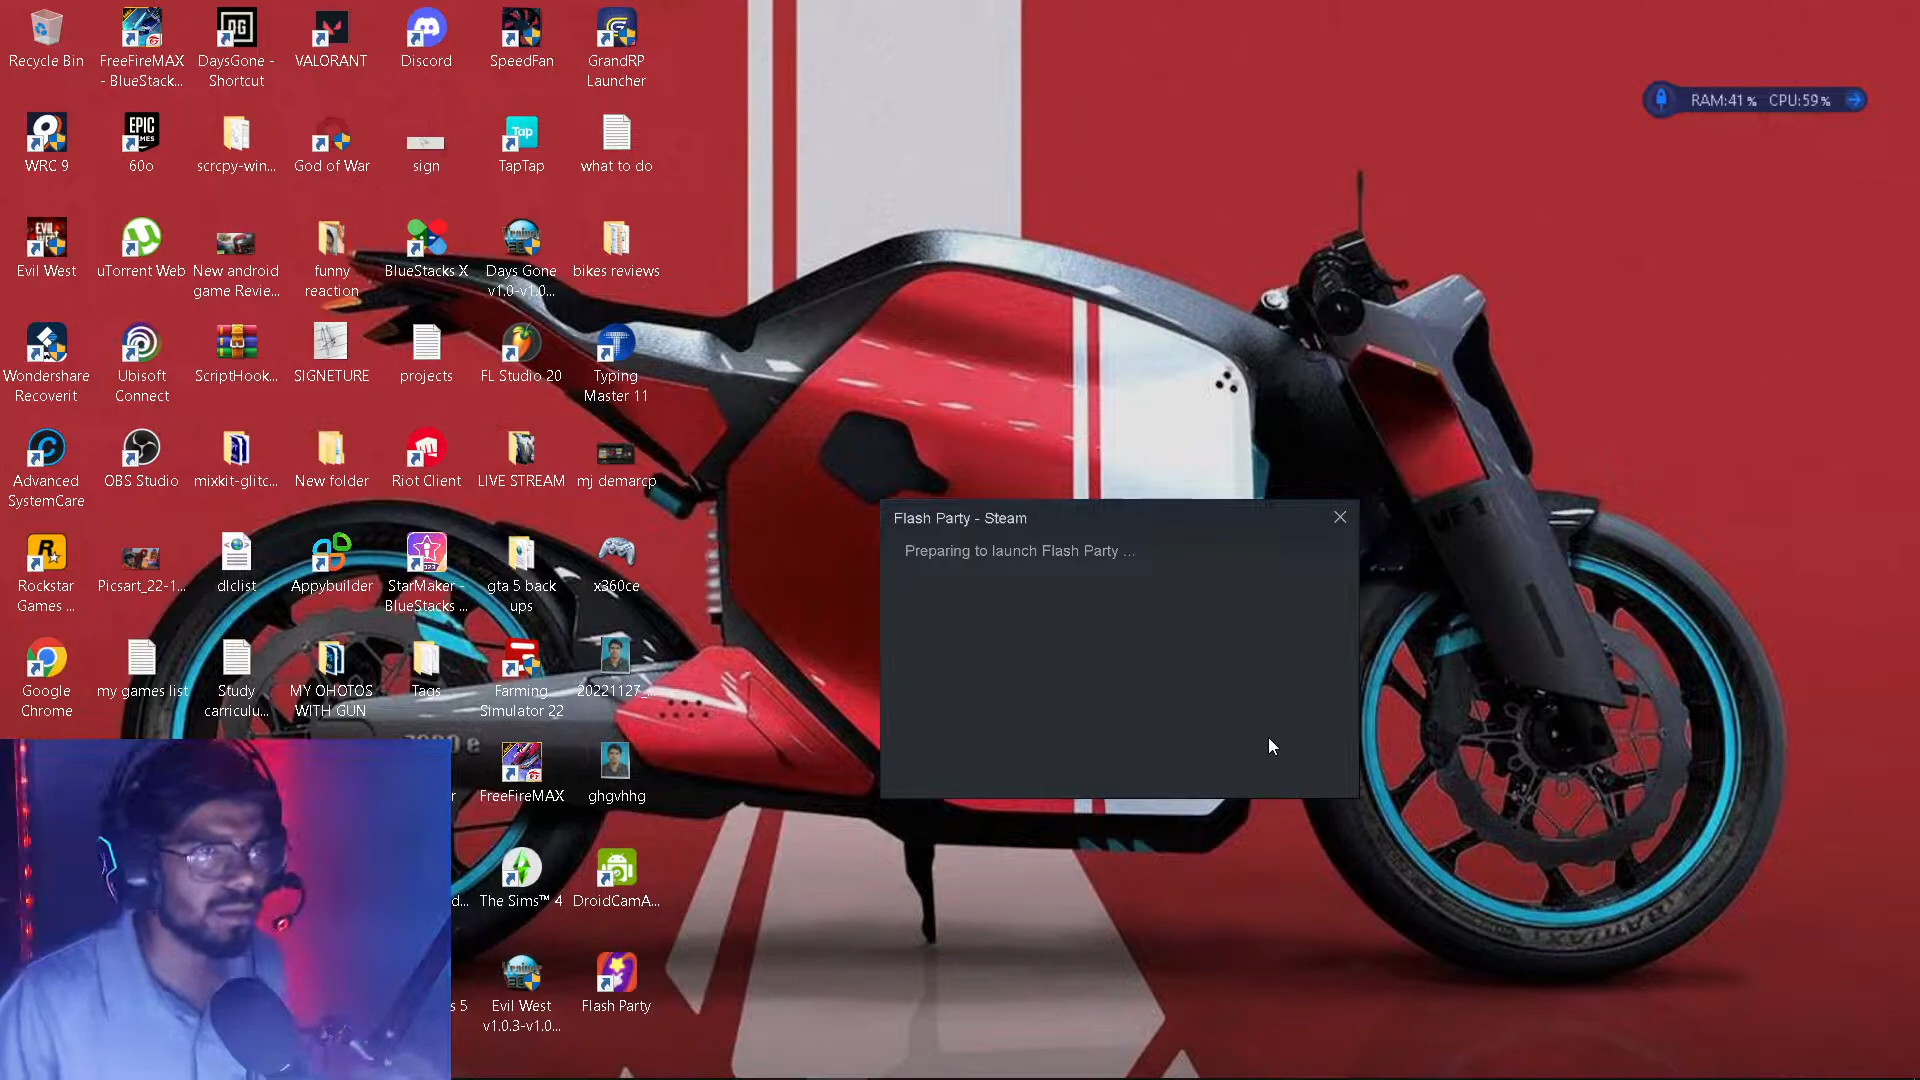 Recycle Bin
FreeFireMAX
- BlueStack...
DaysGone -
Shortcut
VALORANT
Discord
SpeedFan
GrandRP
Launcher
RAM:41% CPU:59%
WRC 9
EPIC
60o
scrcpy-win...
God of War
sign
Tap
TapTap
what to do
Evil West
uTorrent Web
New android
game Revie...
funny
reaction
BlueStacks X
Days Gone
v1.0-v1.0...
bikes reviews
Wondershare
Recoverit
Ubisoft
Connect
ScriptHook...
SIGNETURE
projects
FL Studio 20
Typing
Master 11
Advanced
SystemCare
OBS Studio
mixkit-glitc...
New folder
Riot Client
LIVE STREAM
mj demarcp
Flash Party - Steam
Preparing to launch Flash Party ...
Rockstar
Games ...
Picsart_22-1...
dlclist
Appybuilder
StarMaker -
BlueStacks ...
gta 5 back
ups
x360ce
Google
Chrome
my games list
Study
carriculu...
MY OHOTOS
WITH GUN
Tags
Farming
Simulator 22
20221127_...
r
FreeFireMAX
ghgvhhg
d...
The Sims™ 4
DroidCamA...
s 5
Evil West
v1.0.3-v1.0...
Flash Party